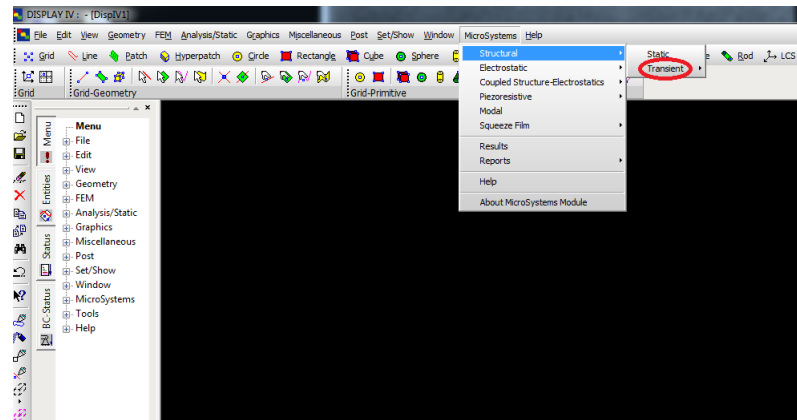 DISPLAY IV : - [DispIV1]
File Edit View Geometry FEM Analysis/Static Graphics Miscellaneous Post Set/Show Window MicroSystems Help
Grid Line Patch Hyperpatch Circle Rectangle Cube Sphere Rod LCS
Grid Grid-Geometry Grid-Primitive
Structural
Electrostatic
Coupled Structure-Electrostatics
Piezoresistive
Modal
Squeeze Film
Results
Reports
Help
About MicroSystems Module
Static
Transient
Menu
Entities
Status
BC-Status
Menu
File
Edit
View
Geometry
FEM
Analysis/Static
Graphics
Miscellaneous
Post
Set/Show
Window
MicroSystems
Tools
Help